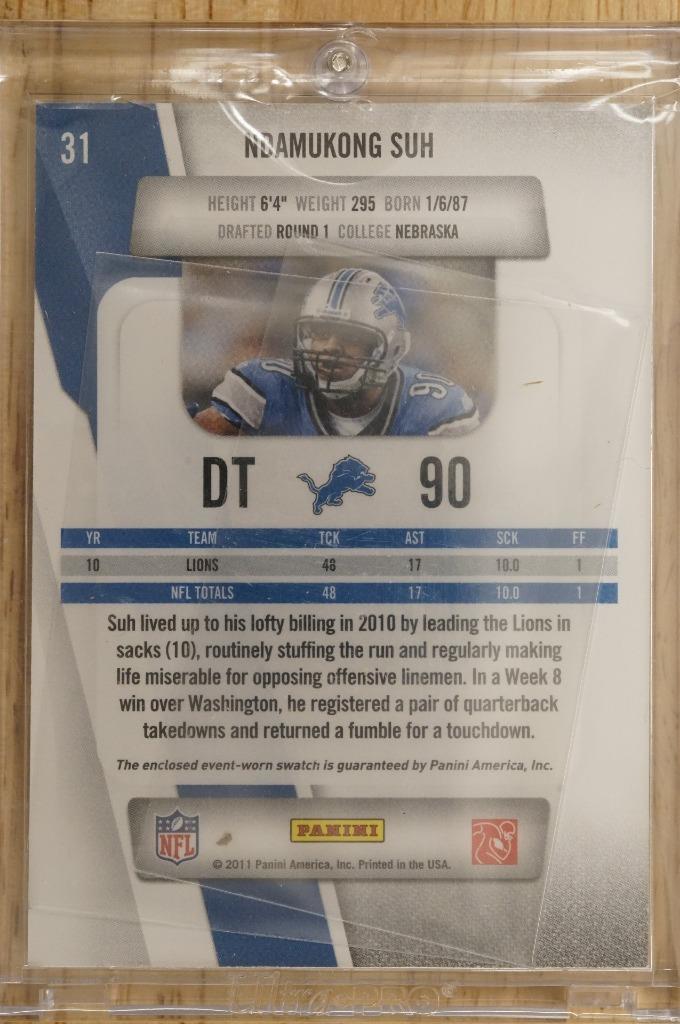 31
NDAMUKONG SUH
HEIGHT 6'4" WEIGHT 295 BORN 1/6/87
DRAFTED ROUND 1 COLLEGE NEBRASKA
90
DT 90
YR TEAM TCK AST SCK FF
10 LIONS 48 17 10.0 1
NFL TOTALS 48 17 10.0 1
Suh lived up to his lofty billing in 2010 by leading the Lions in
sacks (10), routinely stuffing the run and regularly making
life miserable for opposing offensive linemen. In a Week 8
win over Washington, he registered a pair of quarterback
takedowns and returned a fumble for a touchdown.
The enclosed event-worn swatch is guaranteed by Panini America, Inc.
NFL PANINI
© 2011 Panini America, Inc. Printed in the USA.
Ultra-PRO®